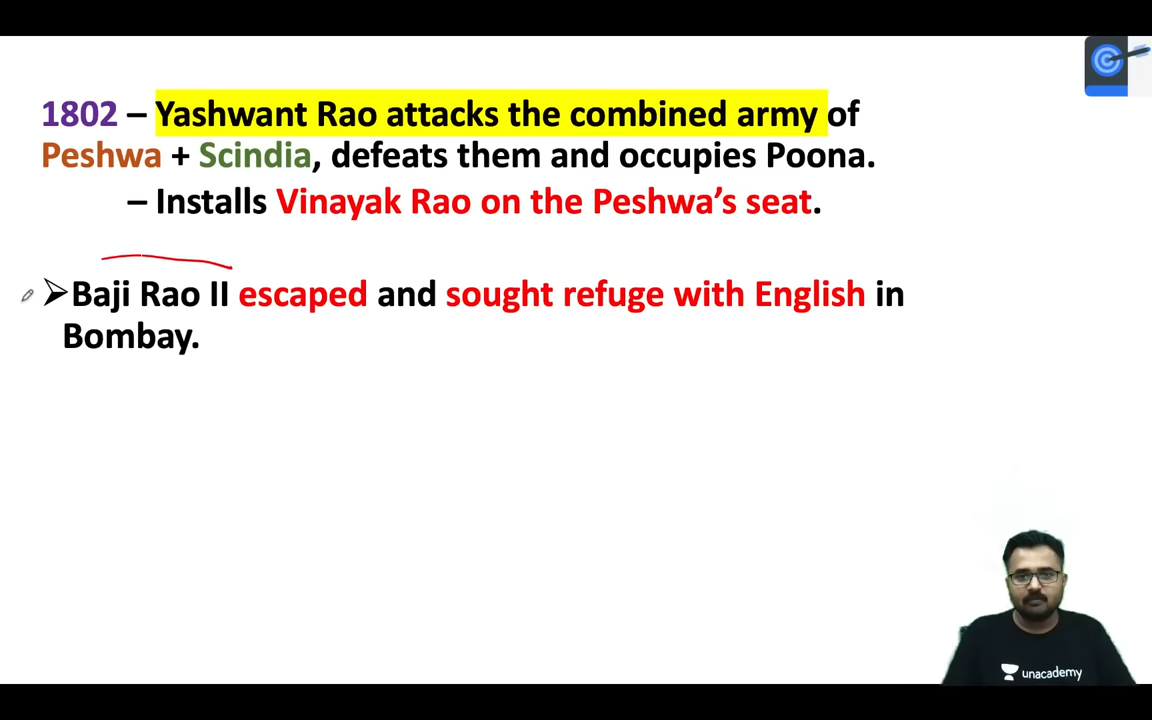 1802 – Yashwant Rao attacks the combined army of
Peshwa + Scindia, defeats them and occupies Poona.
– Installs Vinayak Rao on the Peshwa’s seat.
➢Baji Rao II escaped and sought refuge with English in
Bombay.
unacademy